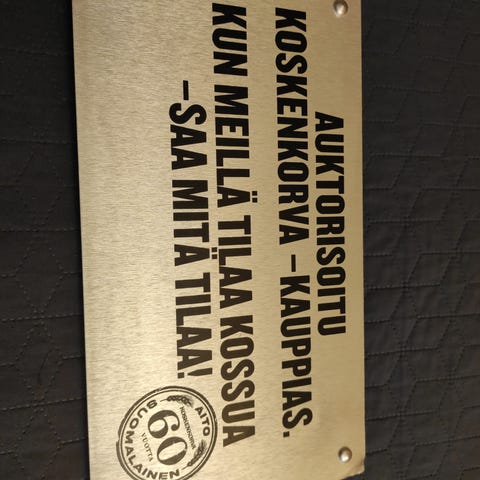 AUKTORISOITU
KOSKENKORVA –KAUPPIAS.
KUN MEILLÄ TILAA KOSSUA
–SAA MITÄ TILAA!
AITO
KOSKENKORVA
60
VUOTTA
SUOMALAINEN